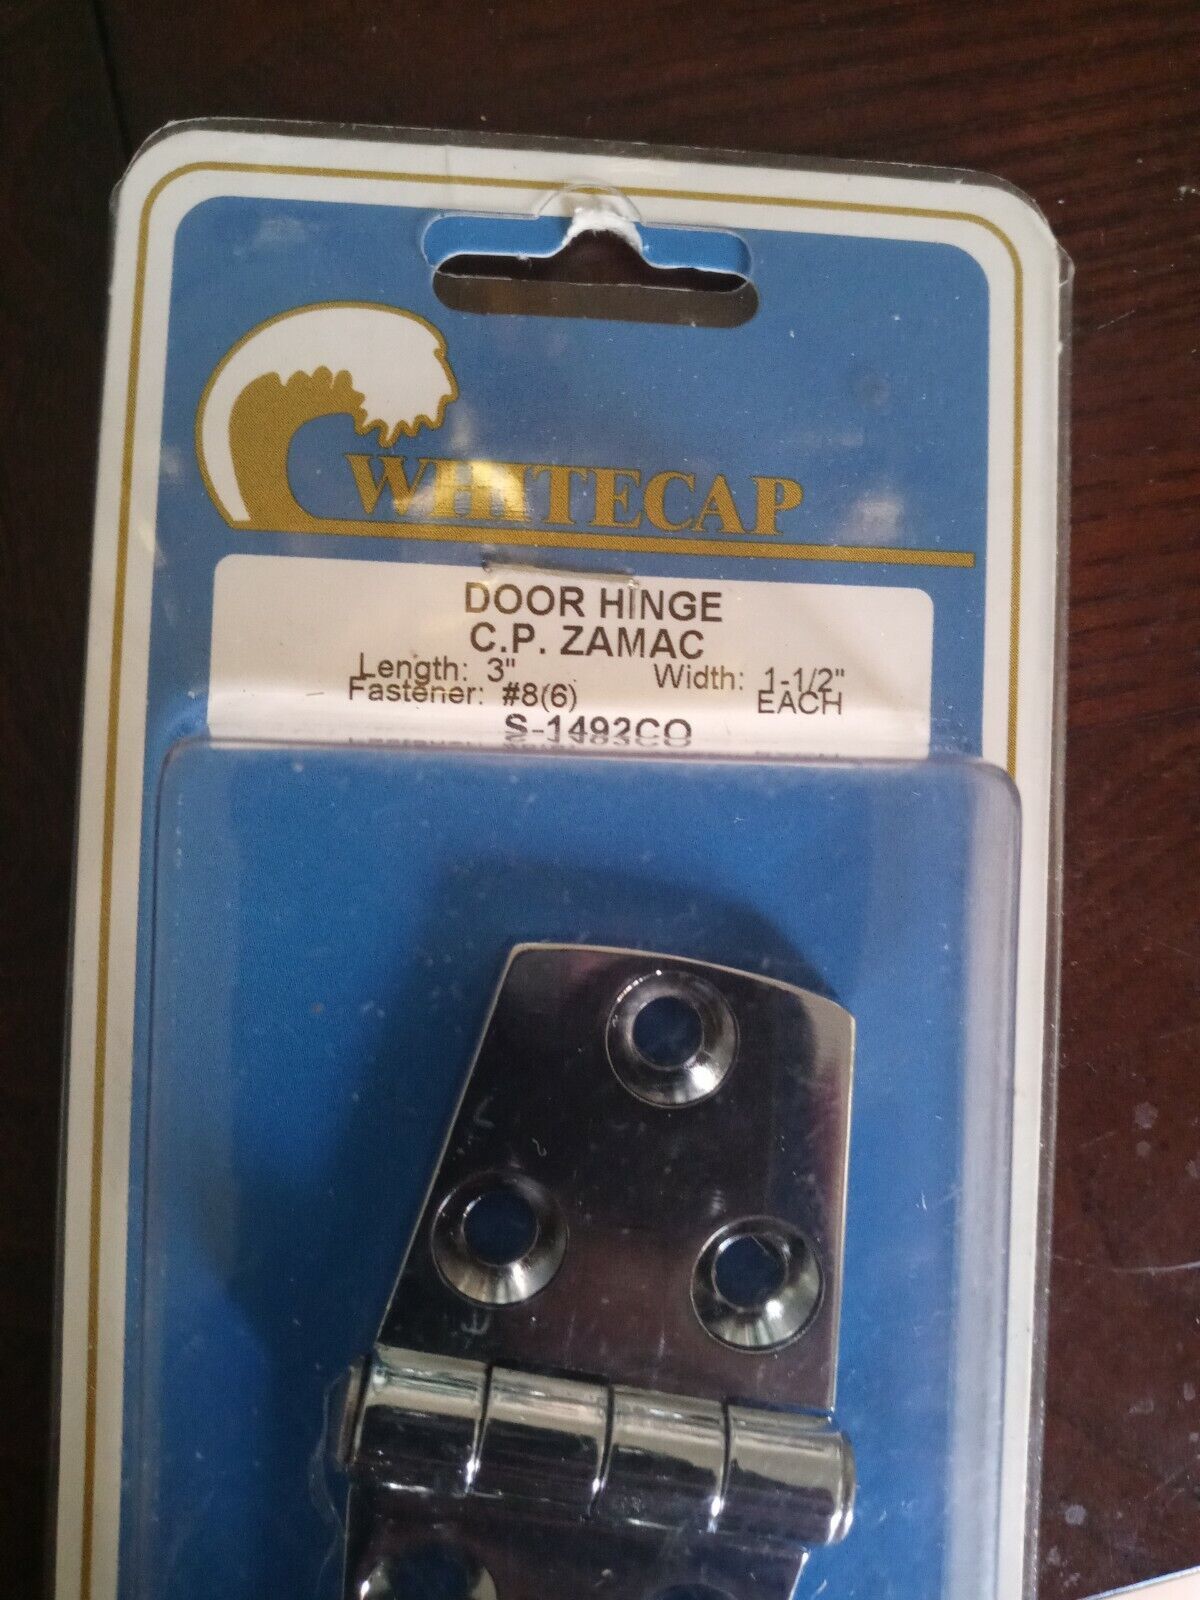 WHITECAP
DOOR HINGE
C.P. ZAMAC
Length: 3" Width: 1-1/2"
Fastener: #8(6) EACH
S-1492CO